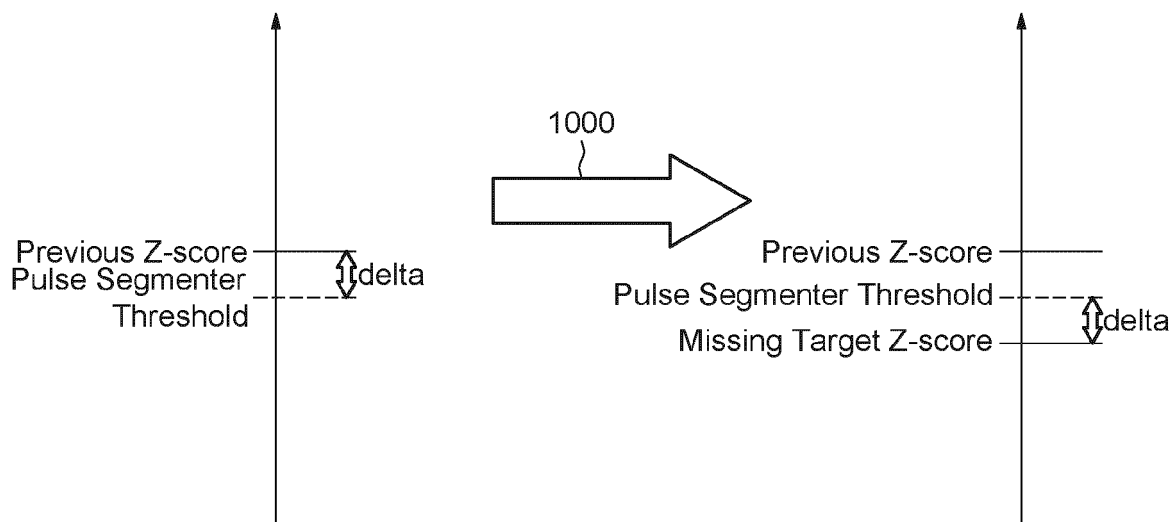 1000
Previous Z-score
Pulse Segmenter
Threshold
delta
Previous Z-score
Pulse Segmenter Threshold
Missing Target Z-score
delta